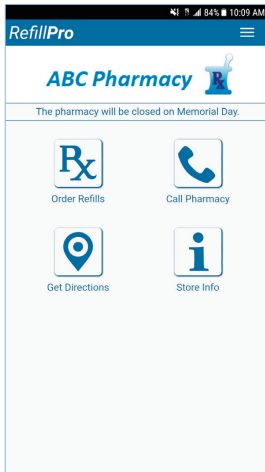 84% 10:09 AM
RefillPro
ABC Pharmacy Rx
The pharmacy will be closed on Memorial Day.
Rx
Order Refills
Call Pharmacy
i
Get Directions
Store Info